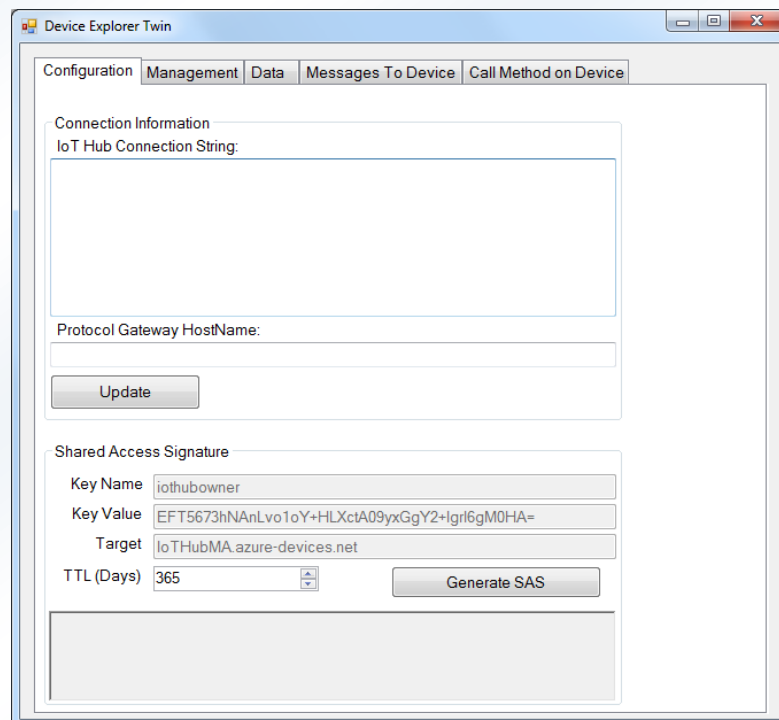 Device Explorer Twin
Configuration Management Data Messages To Device Call Method on Device
Connection Information
IoT Hub Connection String:
Protocol Gateway HostName:
Update
Shared Access Signature
Key Name iothubowner
Key Value EFT5673hNAnLvo1oY+HLXctA09yxGgY2+lgrl6gM0HA=
Target IoTHubMA.azure-devices.net
TTL (Days) 365 Generate SAS